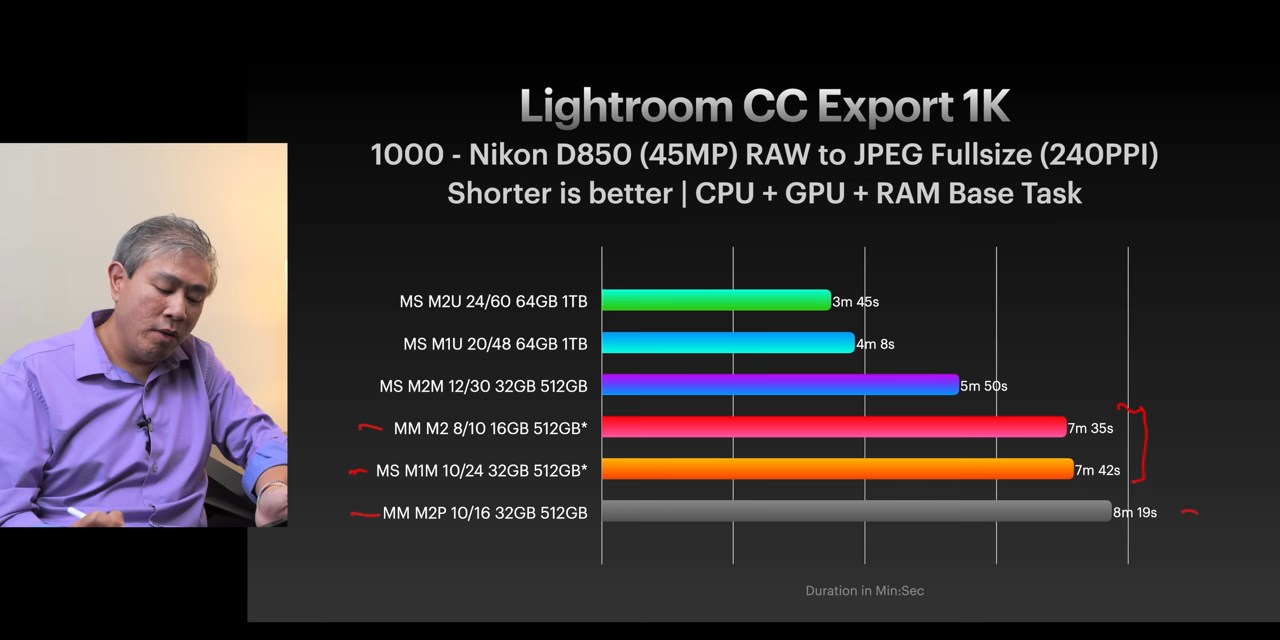 Lightroom CC Export 1K
1000 - Nikon D850 (45MP) RAW to JPEG Fullsize (240PPI)
Shorter is better | CPU + GPU + RAM Base Task
MS M2U 24/60 64GB 1TB 3m 45s
MS M1U 20/48 64GB 1TB 4m 8s
MS M2M 12/30 32GB 512GB 5m 50s
MM M2 8/10 16GB 512GB* 7m 35s
MS M1M 10/24 32GB 512GB* 7m 42s
MM M2P 10/16 32GB 512GB 8m 19s
Duration in Min:Sec